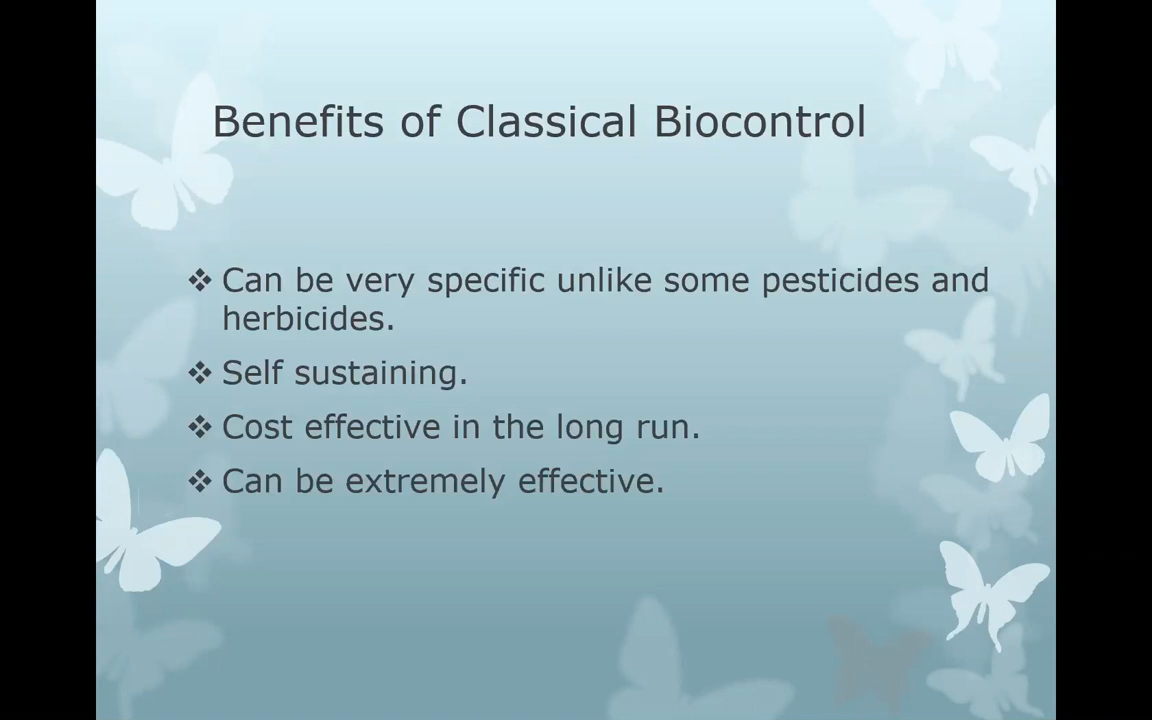 Benefits of Classical Biocontrol
❖ Can be very specific unlike some pesticides and
herbicides.
❖ Self sustaining.
❖ Cost effective in the long run.
❖ Can be extremely effective.